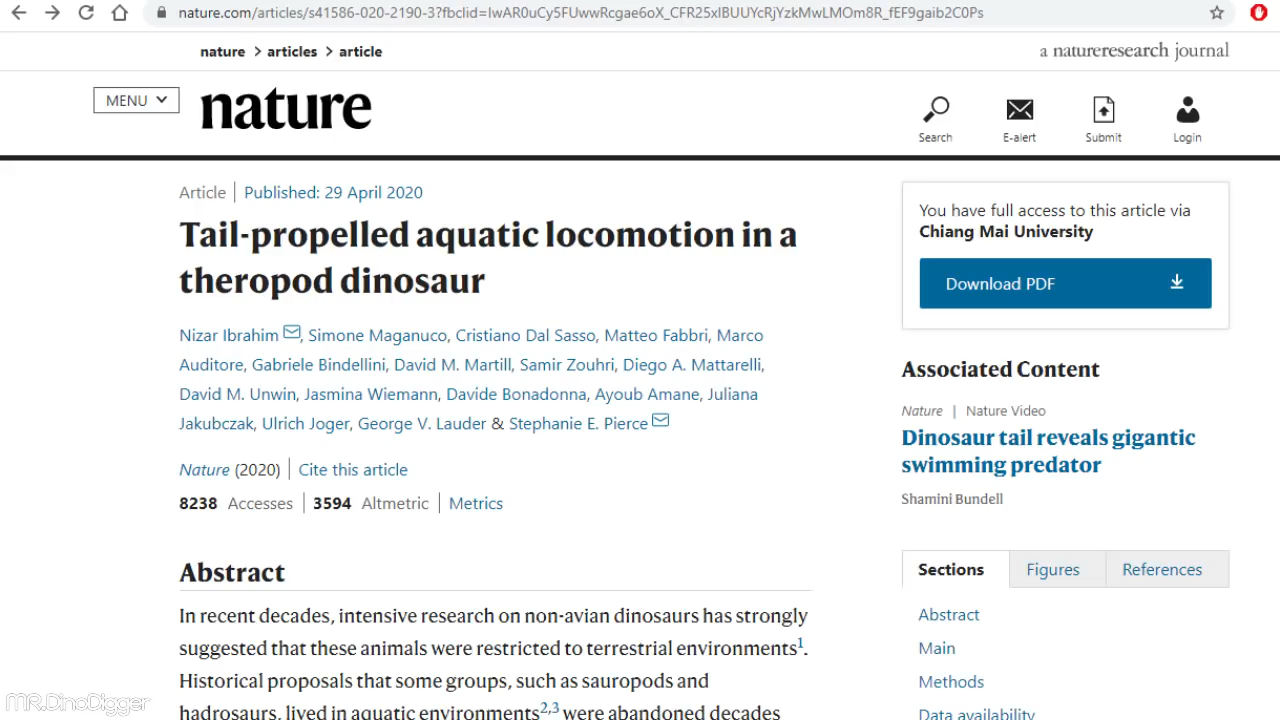 nature.com/articles/s41586-020-2190-3?fbclid=IwAR0uCy5FUwwRcgae6oX_CFR25xlBUUYcRjYzkMwLMOm8R_fEF9gaib2C0Ps
nature > articles > article
a natureresearch journal
MENU
nature
Search
E-alert
Submit
Login
Article | Published: 29 April 2020
Tail-propelled aquatic locomotion in a
theropod dinosaur
Nizar Ibrahim, Simone Maganuco, Cristiano Dal Sasso, Matteo Fabbri, Marco
Auditore, Gabriele Bindellini, David M. Martill, Samir Zouhri, Diego A. Mattarelli,
David M. Unwin, Jasmina Wiemann, Davide Bonadonna, Ayoub Amane, Juliana
Jakubczak, Ulrich Joger, George V. Lauder & Stephanie E. Pierce
Nature (2020) | Cite this article
8238 Accesses | 3594 Altmetric | Metrics
Abstract
In recent decades, intensive research on non-avian dinosaurs has strongly
suggested that these animals were restricted to terrestrial environments1.
Historical proposals that some groups, such as sauropods and
hadrosaurs, lived in aquatic environments2,3 were abandoned decades
You have full access to this article via
Chiang Mai University
Download PDF
Associated Content
Nature | Nature Video
Dinosaur tail reveals gigantic
swimming predator
Shamini Bundell
Sections
Figures
References
Abstract
Main
Methods
Data availability
MR.DinoDigger